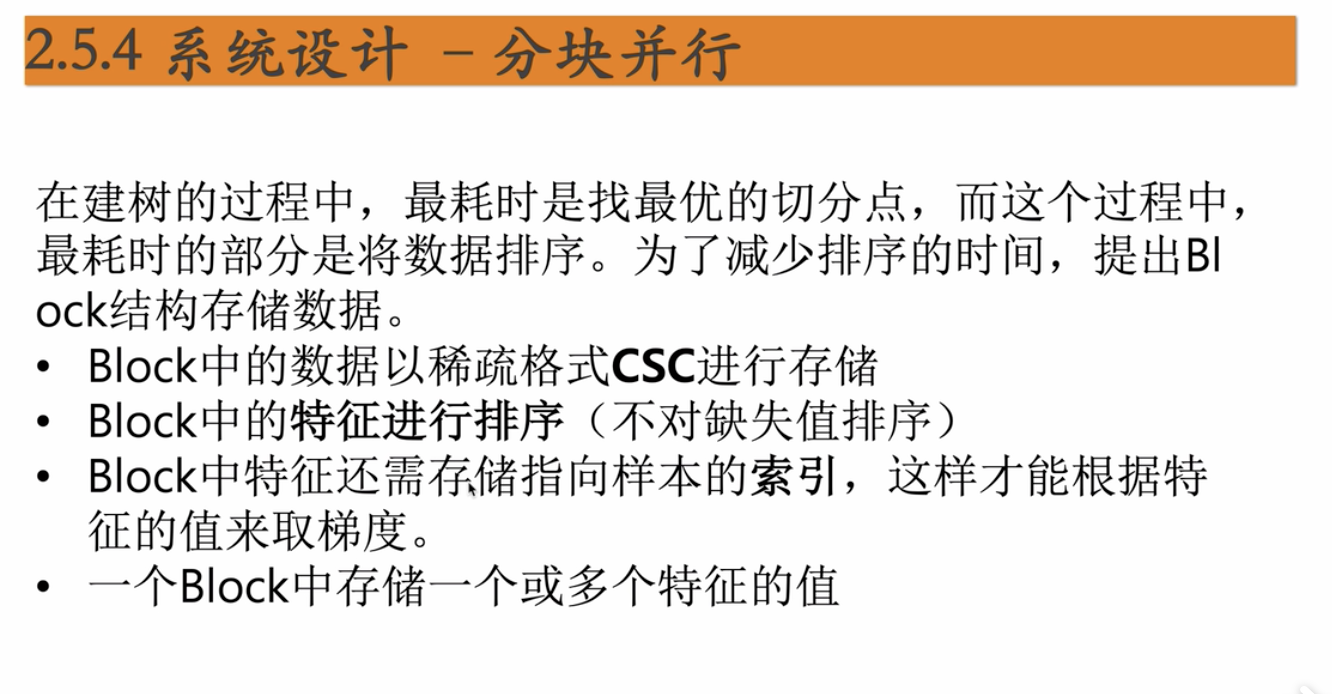 2.5.4 系统设计 – 分块并行
在建树的过程中，最耗时是找最优的切分点，而这个过程中，
最耗时的部分是将数据排序。为了减少排序的时间，提出Bl
ock结构存储数据。
• Block中的数据以稀疏格式CSC进行存储
• Block中的特征进行排序（不对缺失值排序）
• Block中特征还需存储指向样本的索引，这样才能根据特
征的值来取梯度。
• 一个Block中存储一个或多个特征的值